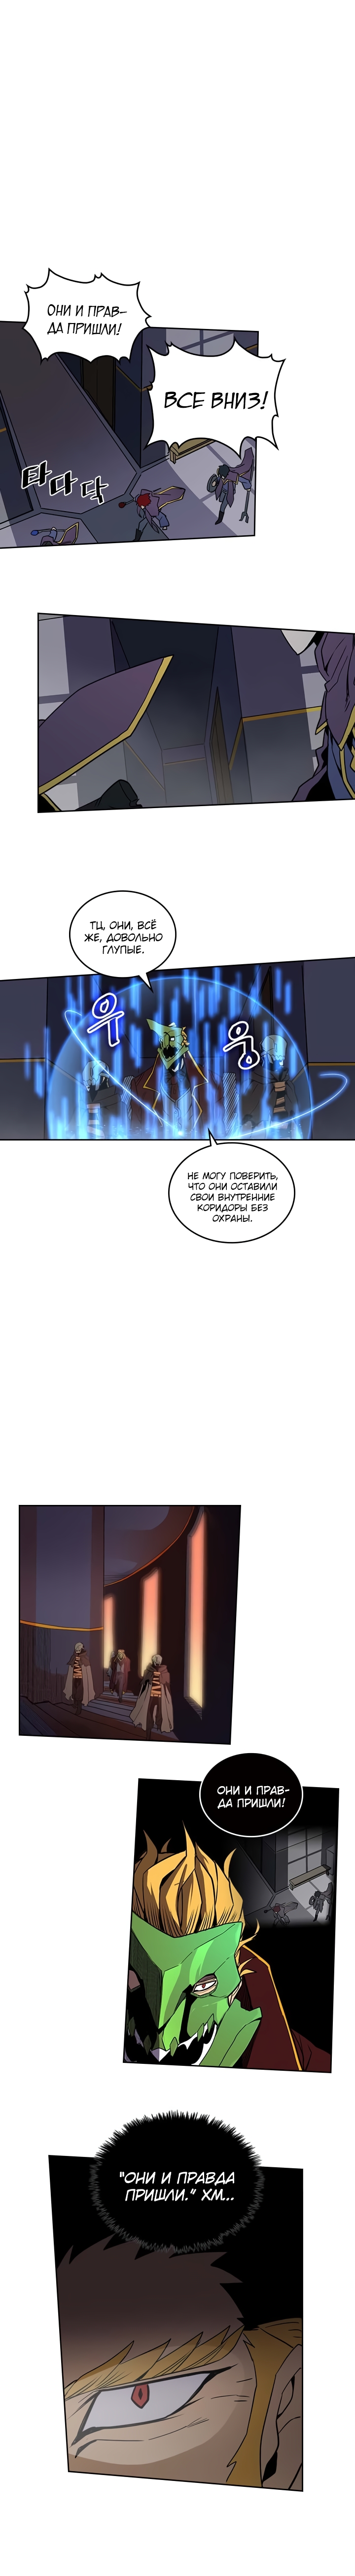 ОНИ И ПРАВ-
ДА ПРИШЛИ!
ВСЕ ВНИЗ!
타다닥
ТЦ, ОНИ, ВСЁ
ЖЕ, ДОВОЛЬНО
ГЛУПЫЕ.
우웅
НЕ МОГУ ПОВЕРИТЬ,
ЧТО ОНИ ОСТАВИЛИ
СВОИ ВНУТРЕННИЕ
КОРИДОРЫ БЕЗ
ОХРАНЫ.
ОНИ И ПРАВ-
ДА ПРИШЛИ!
"ОНИ И ПРАВДА
ПРИШЛИ." ХМ...